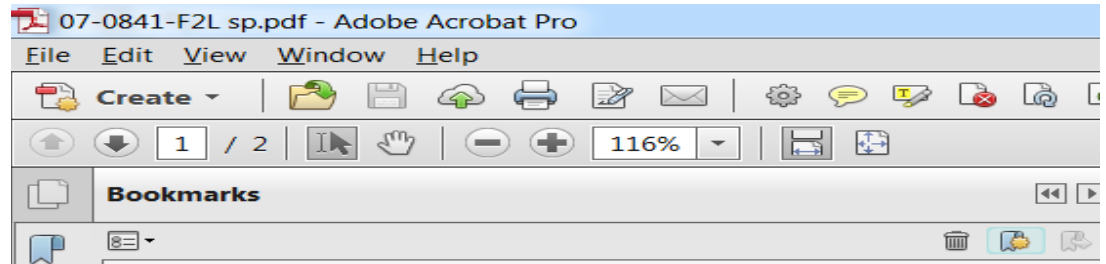 07-0841-F2L sp.pdf - Adobe Acrobat Pro
File Edit View Window Help
Create
1 / 2 116%
Bookmarks